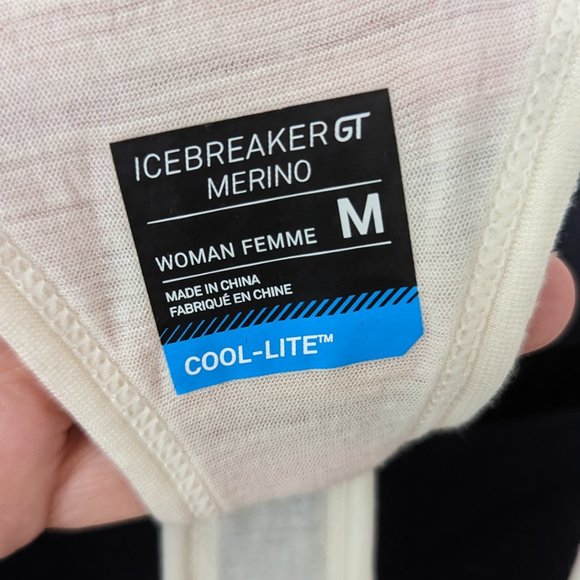 ICEBREAKER GT
MERINO
WOMAN FEMME M
MADE IN CHINA
FABRIQUÉ EN CHINE
COOL-LITE™